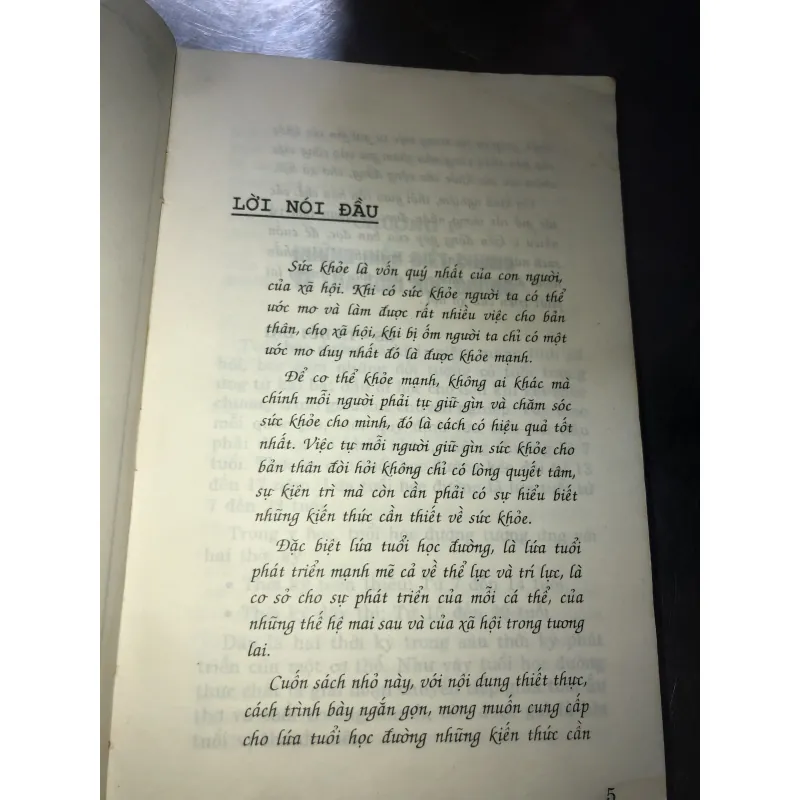 LỜI NÓI ĐẦU
Sức khỏe là vốn quý nhất của con người,
của xã hội. Khi có sức khỏe người ta có thể
ước mơ và làm được rất nhiều việc cho bản
thân, cho xã hội, khi bị ốm người ta chỉ có một
ước mơ duy nhất đó là được khỏe mạnh.
Để cơ thể khỏe mạnh, không ai khác mà
chính mỗi người phải tự giữ gìn và chăm sóc
sức khỏe cho mình, đó là cách có hiệu quả tốt
nhất. Việc tự mỗi người giữ gìn sức khỏe cho
bản thân đòi hỏi không chỉ có lòng quyết tâm,
sự kiên trì mà còn cần phải có sự hiểu biết
những kiến thức cần thiết về sức khỏe.
Đặc biệt lứa tuổi học đường, là lứa tuổi
phát triển mạnh mẽ cả về thể lực và trí lực, là
cơ sở cho sự phát triển của mỗi cá thể, của
những thế hệ mai sau và của xã hội trong tương
lai.
Cuốn sách nhỏ này, với nội dung thiết thực,
cách trình bày ngắn gọn, mong muốn cung cấp
cho lứa tuổi học đường những kiến thức cần
5